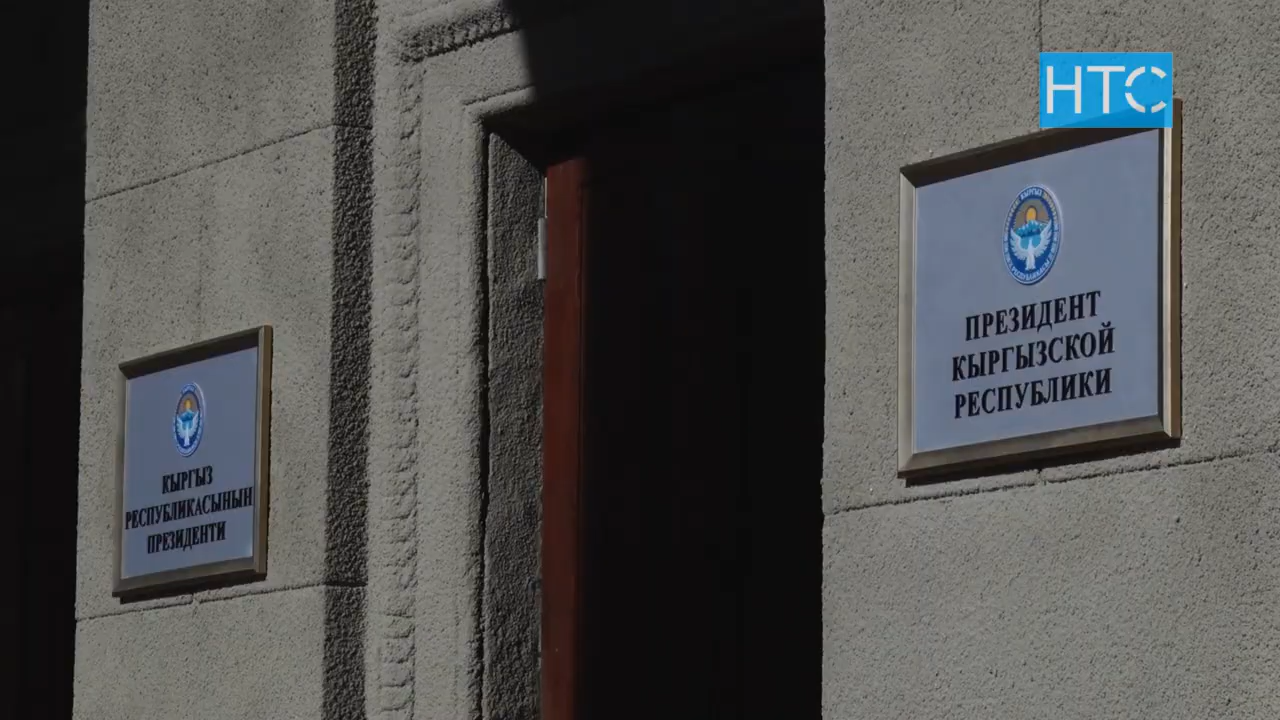 НТС
КЫРГЫЗ
РЕСПУБЛИКАСЫНЫН
ПРЕЗИДЕНТИ
ПРЕЗИДЕНТ
КЫРГЫЗСКОЙ
РЕСПУБЛИКИ